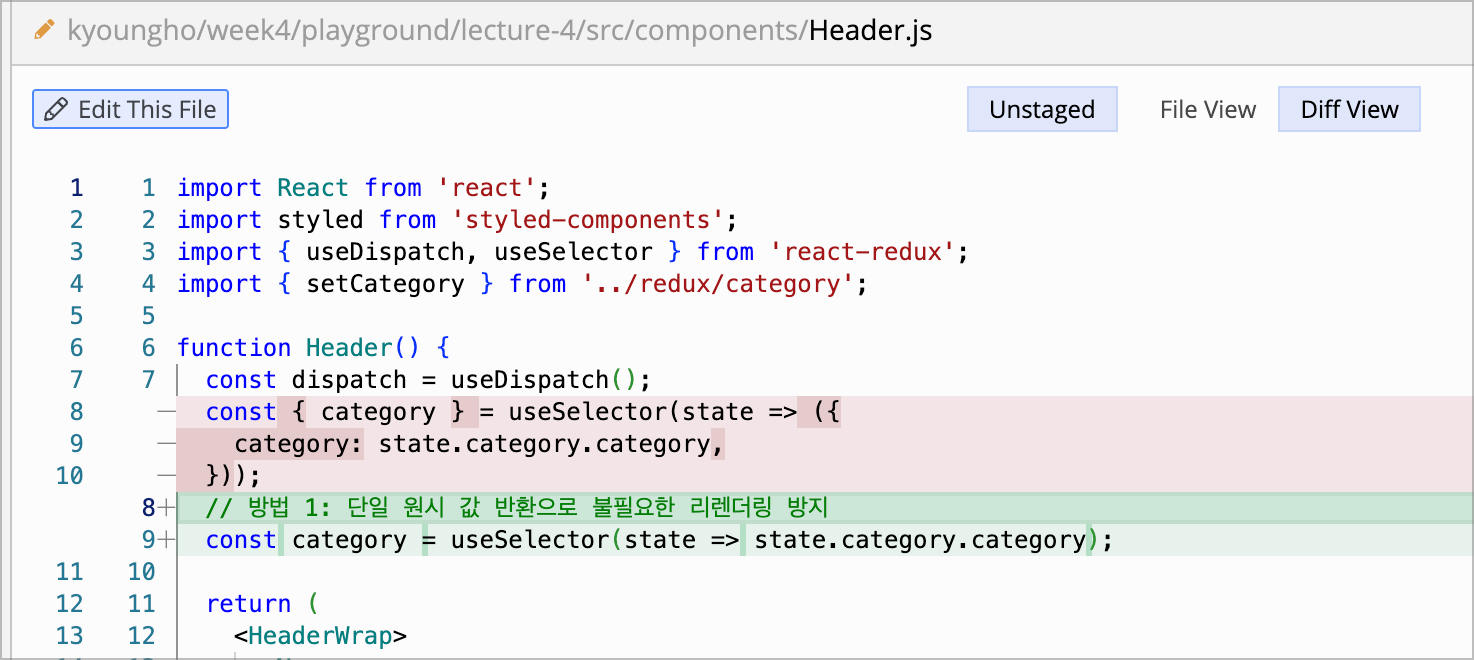 kyoungho/week4/playground/lecture-4/src/components/Header.js
Edit This File Unstaged File View Diff View
1 1 import React from 'react';
2 2 import styled from 'styled-components';
3 3 import { useDispatch, useSelector } from 'react-redux';
4 4 import { setCategory } from '../redux/category';
5 5
6 6 function Header() {
7 7 const dispatch = useDispatch();
8 — const { category } = useSelector(state => ({
9 — category: state.category.category,
10 — }));
8+ // 방법 1: 단일 원시 값 반환으로 불필요한 리렌더링 방지
9+ const category = useSelector(state => state.category.category);
11 10
12 11 return (
13 12 <HeaderWrap>